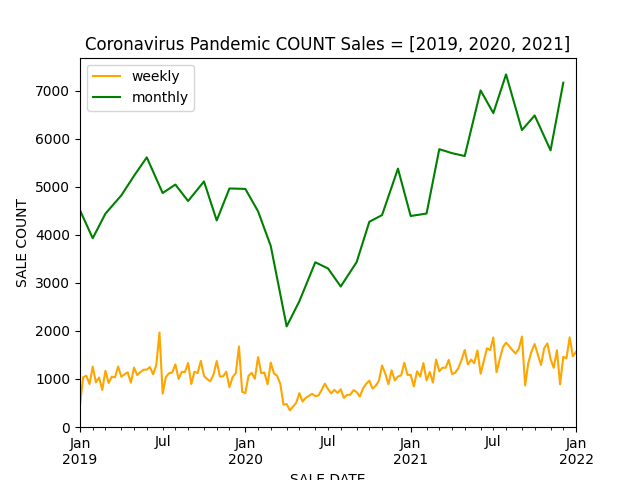 Coronavirus Pandemic COUNT Sales = [2019, 2020, 2021]
weekly
monthly
7000
6000
5000
4000
3000
2000
1000
0
SALE COUNT
Jan Jul Jan Jul Jan Jul Jan
2019 2020 2021 2022
SALE DATE